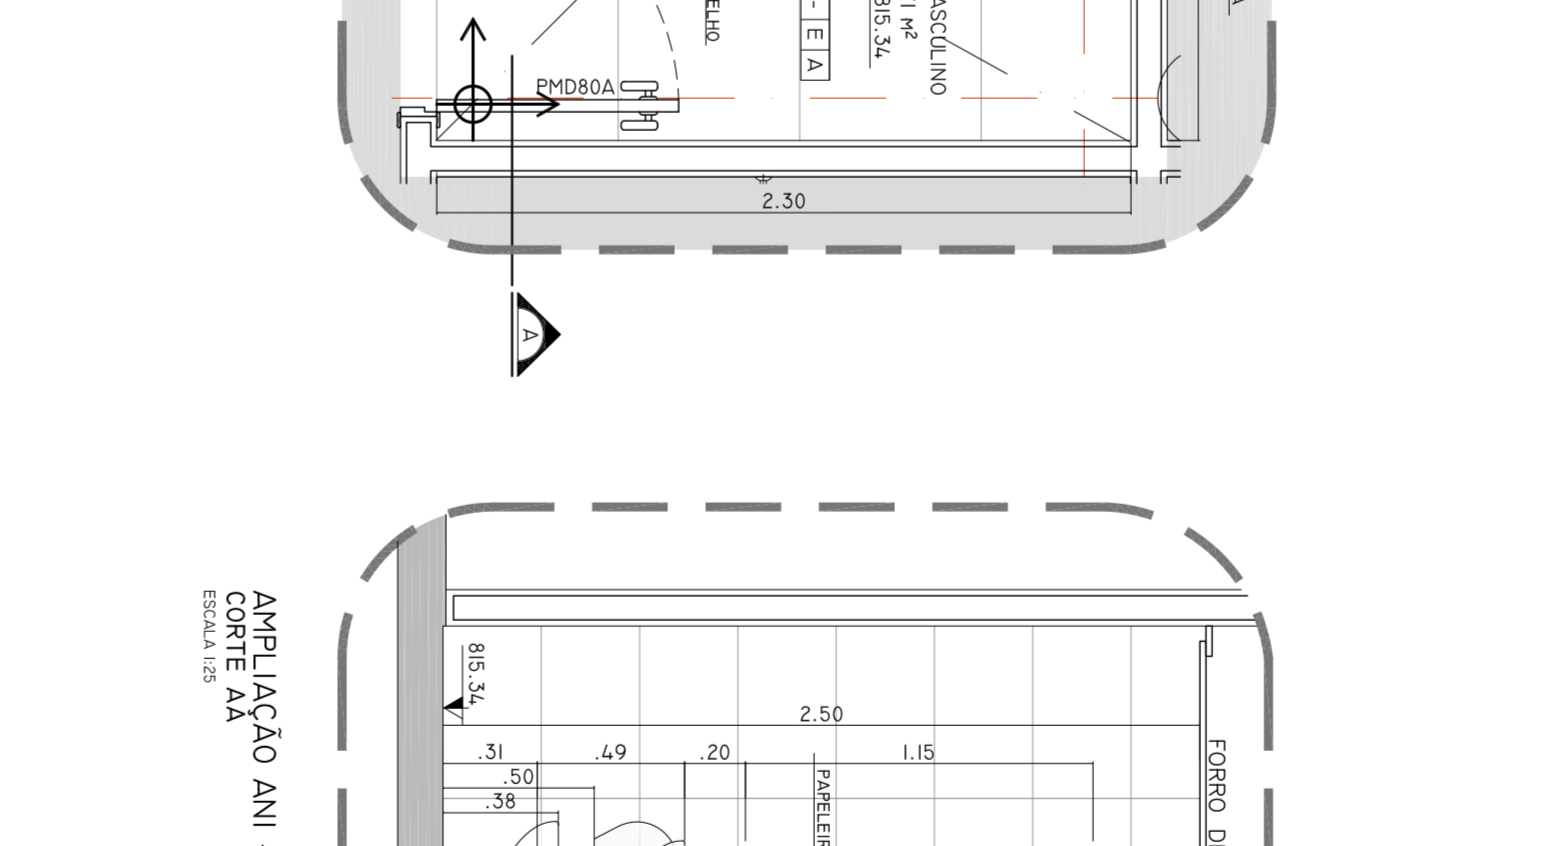 ELHO
- E A
ASCULINO
M²
815.34
PMD80A
2.30
A
AMPLIAÇÃO ANI
CORTE AA
ESCALA 1:25
815.34
2.50
.31 .49 .20 1.15
.50
.38
PAPELEIR
FORRO D